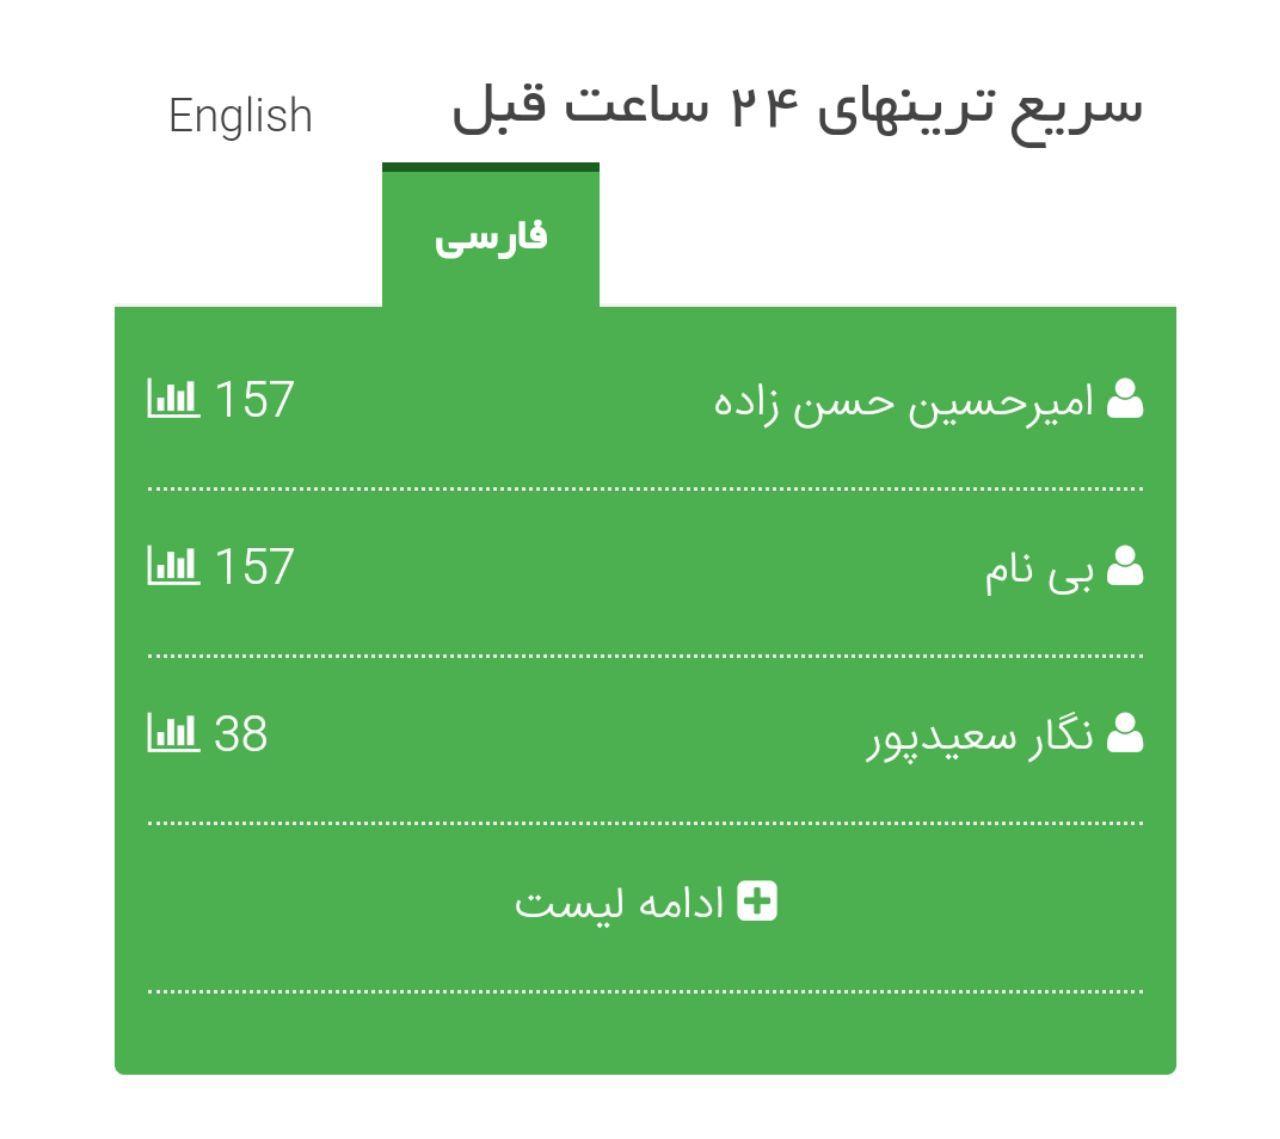 سریع ترینهای ۲۴ ساعت قبل
English
فارسی
امیرحسین حسن زاده 157
بی نام 157
نگار سعیدپور 38
ادامه لیست